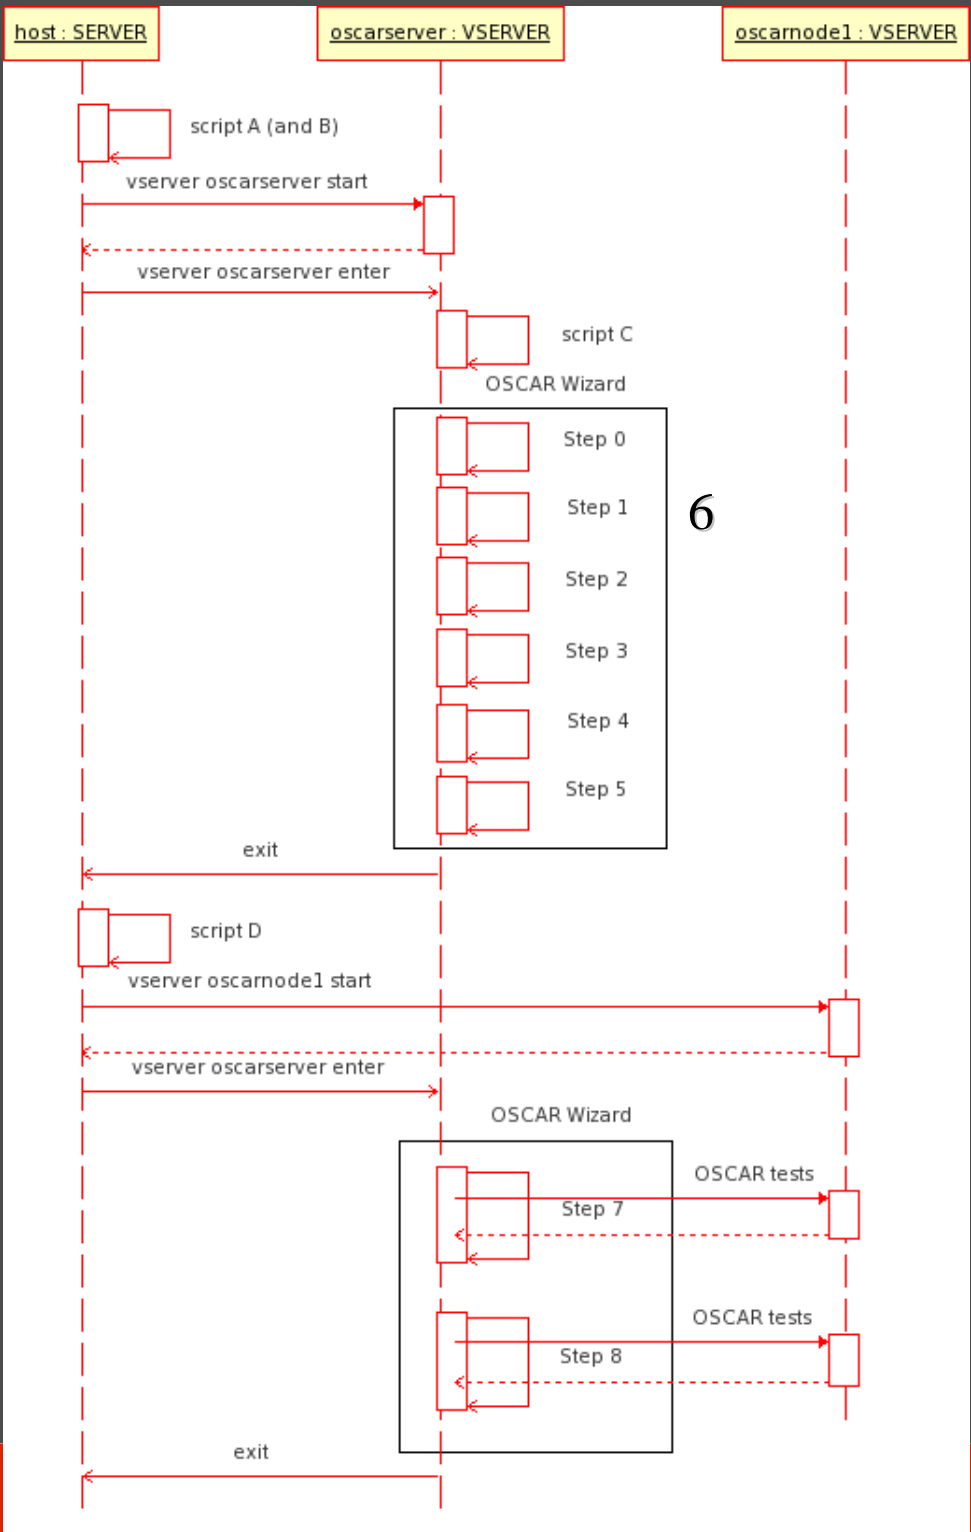 host : SERVER
oscarserver : VSERVER
oscarnode1 : VSERVER
script A (and B)
vserver oscarserver start
vserver oscarserver enter
script C
OSCAR Wizard
Step 0
Step 1
6
Step 2
Step 3
Step 4
Step 5
exit
script D
vserver oscarnode1 start
vserver oscarserver enter
OSCAR Wizard
OSCAR tests
Step 7
OSCAR tests
Step 8
exit